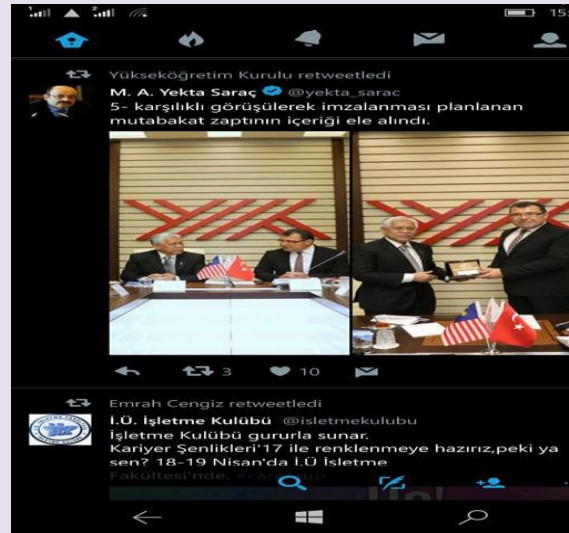 15:
Yükseköğretim Kurulu retweetledi
M. A. Yekta Saraç @yekta_sarac
5- karşılıklı görüşülerek imzalanması planlanan
mutabakat zaptının içeriği ele alındı.
3 10
Emrah Cengiz retweetledi
İ.Ü. İşletme Kulübü @isletmekulubu
İşletme Kulübü gururla sunar.
Kariyer Şenlikleri'17 ile renklenmeye hazırız,peki ya
sen? 18-19 Nisan'da İ.Ü İşletme
Fakültesi'nde.